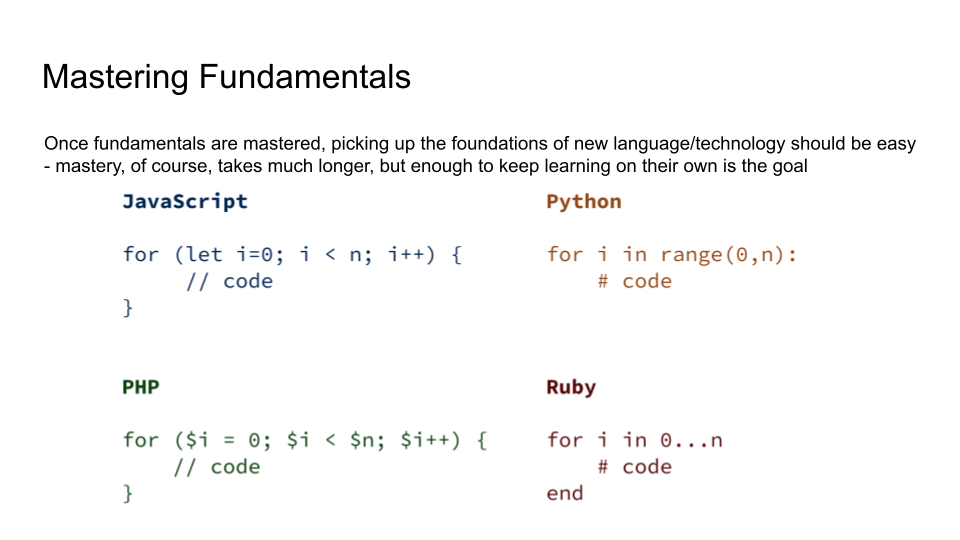 Mastering Fundamentals
Once fundamentals are mastered, picking up the foundations of new language/technology should be easy
- mastery, of course, takes much longer, but enough to keep learning on their own is the goal
JavaScript
for (let i=0; i < n; i++) {
// code
}
Python
for i in range(0,n):
# code
PHP
for ($i = 0; $i < $n; $i++) {
// code
}
Ruby
for i in 0...n
# code
end